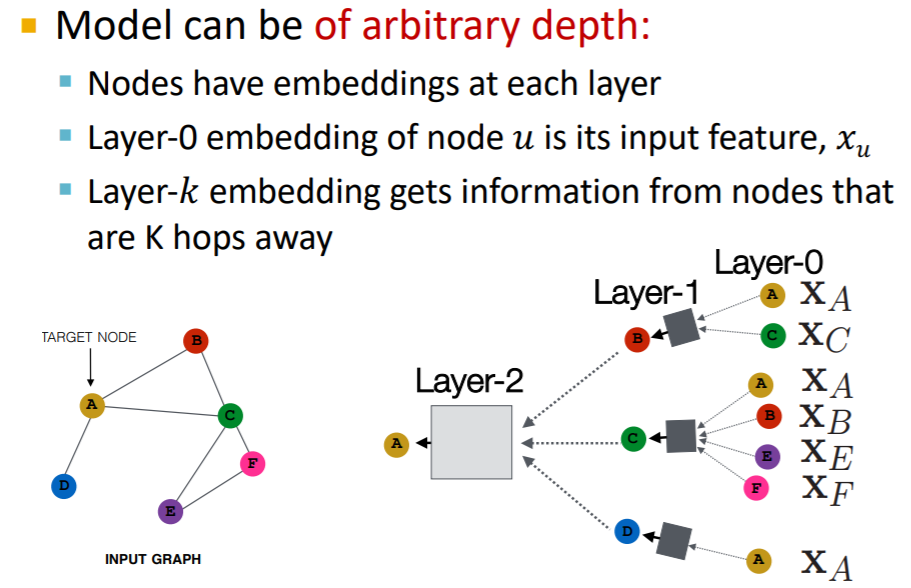 Model can be of arbitrary depth:
Nodes have embeddings at each layer
Layer-0 embedding of node u is its input feature, x_u
Layer-k embedding gets information from nodes that
are K hops away
TARGET NODE
A
B
C
D
E
F
INPUT GRAPH
Layer-2
Layer-1
Layer-0
A
B
C
D
A x_A
C x_C
A x_A
B x_B
E x_E
F x_F
A x_A